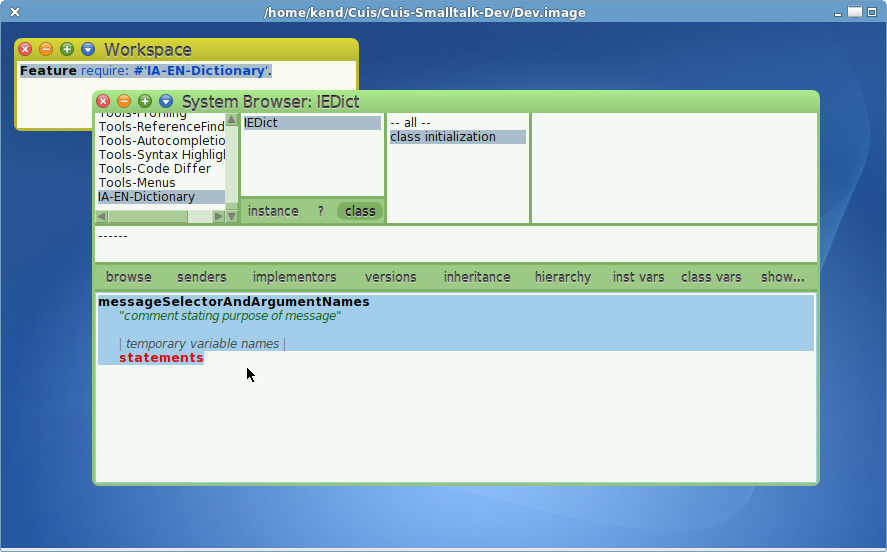 /home/kend/Cuis/Cuis-Smalltalk-Dev/Dev.image
Workspace
Feature require: #'IA-EN-Dictionary'.
System Browser: IEDict
Tools-Profiling
Tools-ReferenceFind
Tools-Autocompletio
Tools-Syntax Highligl
Tools-Code Differ
Tools-Menus
IA-EN-Dictionary
IEDict
instance ? class
-- all --
class initialization
------
browse senders implementors versions inheritance hierarchy inst vars class vars show...
messageSelectorAndArgumentNames
"comment stating purpose of message"
| temporary variable names |
statements